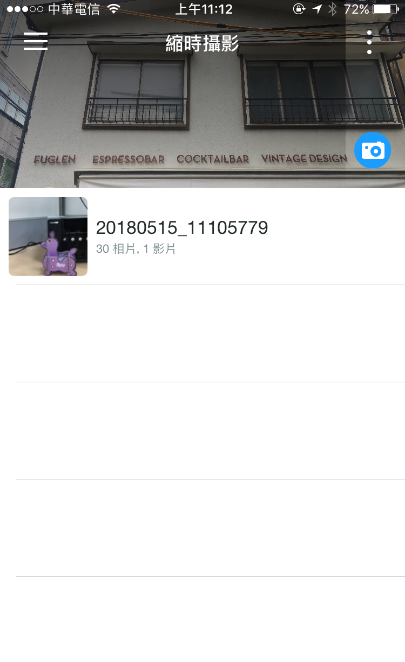 中華電信 上午11:12 72%
縮時攝影
FUGLEN ESPRESSOBAR COCKTAILBAR VINTAGE DESIGN
20180515_11105779
30 相片, 1 影片